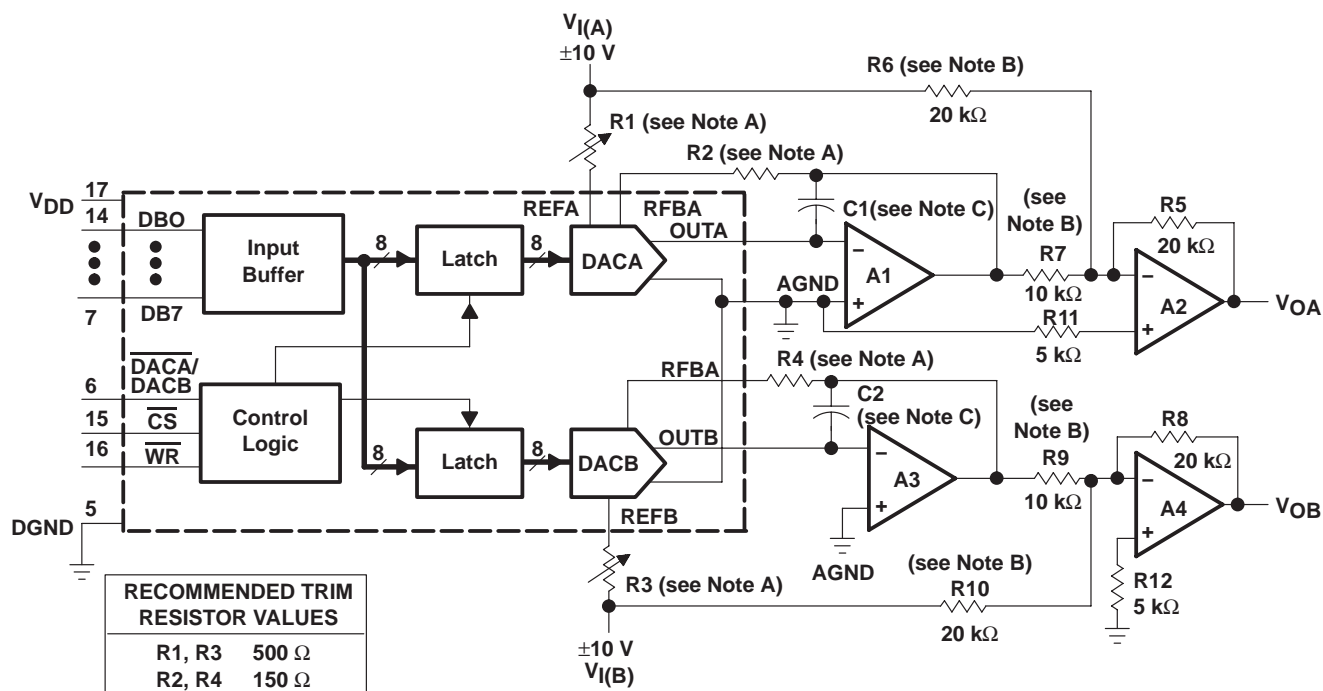 VI(A)
±10 V
R6 (see Note B)
20 kΩ
R1 (see Note A)
R2 (see Note A)
VDD
17
14
DBO
Input
Buffer
8
Latch
8
REFA
RFBA
DACA
OUTA
C1(see Note C)
A1
AGND
(see
Note B)
R7
10 kΩ
R5
20 kΩ
A2
VOA
R11
5 kΩ
7
DB7
DACA/
DACB
6
15
CS
16
WR
Control
Logic
8
Latch
8
DACB
RFBA
OUTB
R4 (see Note A)
C2
(see Note C)
A3
AGND
(see
Note B)
R9
10 kΩ
R8
20 kΩ
A4
VOB
R12
5 kΩ
5
DGND
REFB
R3 (see Note A)
(see Note B)
R10
20 kΩ
±10 V
VI(B)
RECOMMENDED TRIM
RESISTOR VALUES
R1, R3 500 Ω
R2, R4 150 Ω